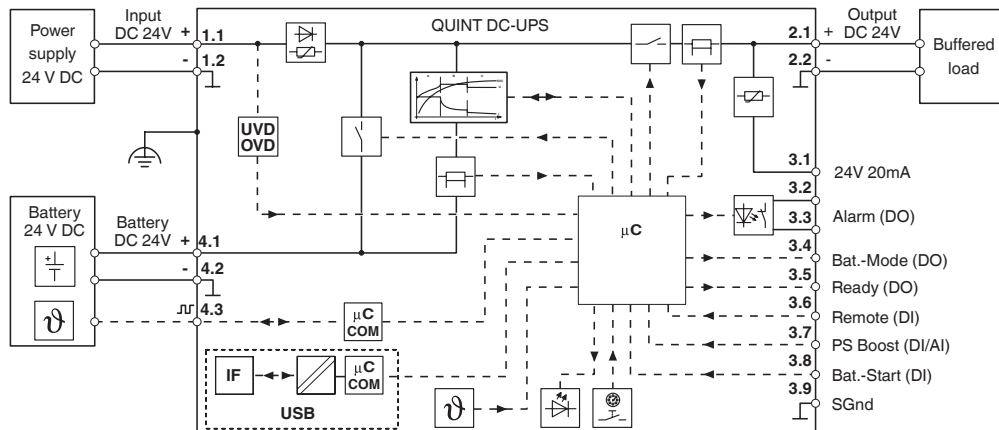 Power
supply
24 V DC
Input
DC 24V
+
1.1
-
1.2
QUINT DC-UPS
2.1
+
2.2
-
Output
DC 24V
Buffered
load
UVD
OVD
µC
3.1
24V 20mA
3.2
3.3
Alarm (DO)
3.4
Bat.-Mode (DO)
3.5
Ready (DO)
3.6
Remote (DI)
3.7
PS Boost (DI/AI)
3.8
Bat.-Start (DI)
3.9
SGnd
Battery
24 V DC
+
ϑ
Battery
DC 24V
+
4.1
-
4.2
4.3
µC
COM
IF
µC
COM
USB
ϑ